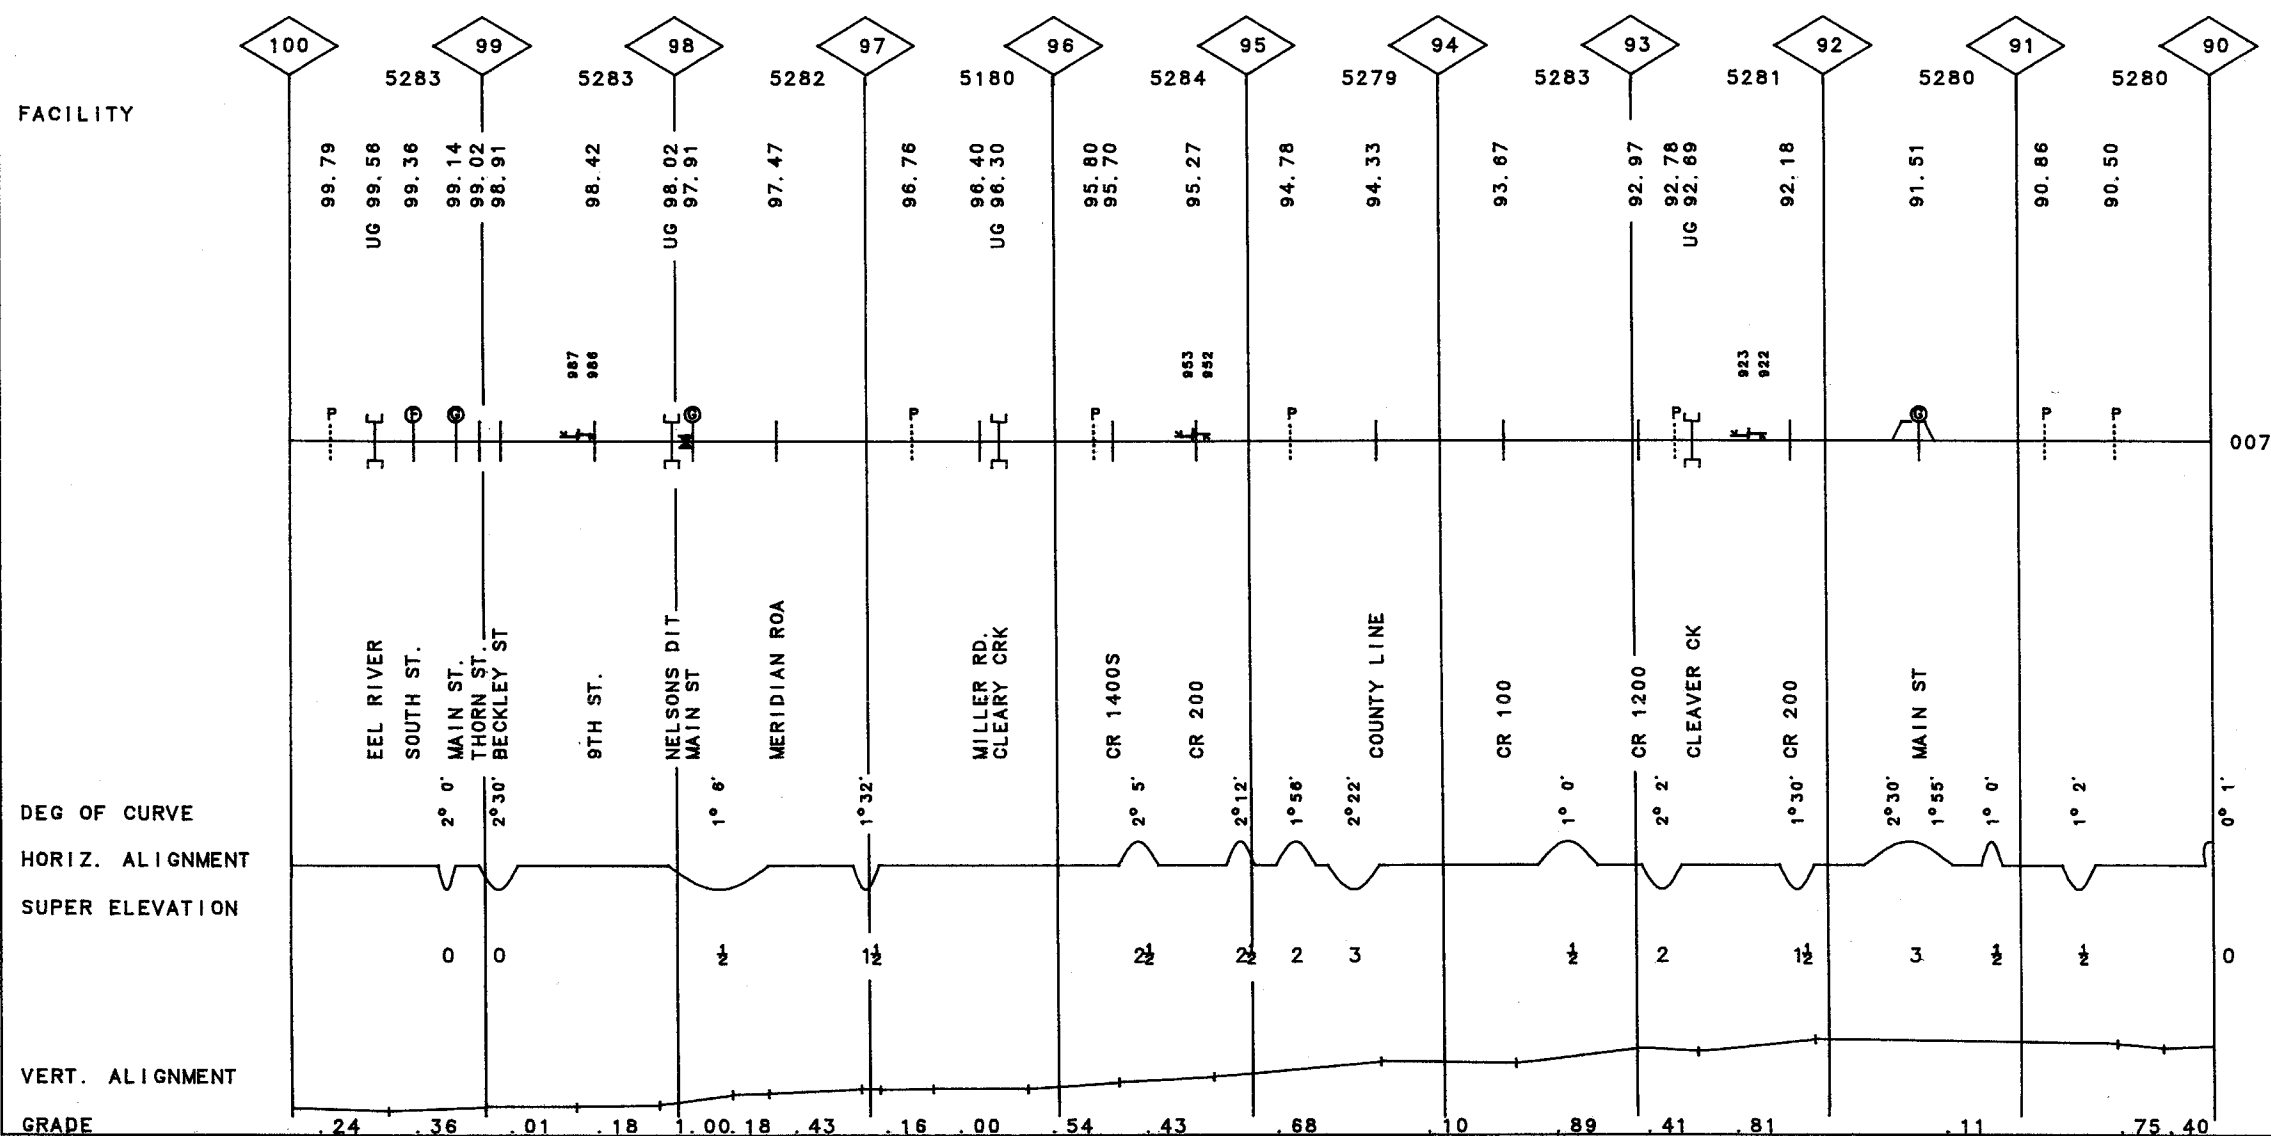 100 99 98 97 96 95 94 93 92 91 90
5283 5283 5282 5180 5284 5279 5283 5281 5280 5280
FACILITY
99.79
UG 99.56
99.36
99.14
99.02
98.91
98.42
UG 98.02
97.91
97.47
96.76
96.40
UG 96.30
95.80
95.70
95.27
94.78
94.33
93.67
92.97
92.78
UG 92.69
92.18
91.51
90.86
90.50
987
986
953
952
923
922
P F G G P P P P G P P
007
EEL RIVER
SOUTH ST.
MAIN ST.
THORN ST.
BECKLEY ST
9TH ST.
NELSONS DIT
MAIN ST
MERIDIAN ROA
MILLER RD.
CLEARY CRK
CR 1400S
CR 200
COUNTY LINE
CR 100
CR 1200
CLEAVER CK
CR 200
MAIN ST
DEG OF CURVE
2° 0'
2°30'
1° 6'
1°32'
2° 5'
2°12'
1°56'
2°22'
1° 0'
2° 2'
1°30'
2°30'
1°55'
1° 0'
1° 2'
0° 1'
HORIZ. ALIGNMENT
SUPER ELEVATION
0 0 ½ 1½ 2½ 2½ 2 3 ½ 2 1½ 3 ½ ½ 0
VERT. ALIGNMENT
GRADE .24 .36 .01 .18 1.00 .18 .43 .16 .00 .54 .43 .68 .10 .89 .41 .81 .11 .75 .40